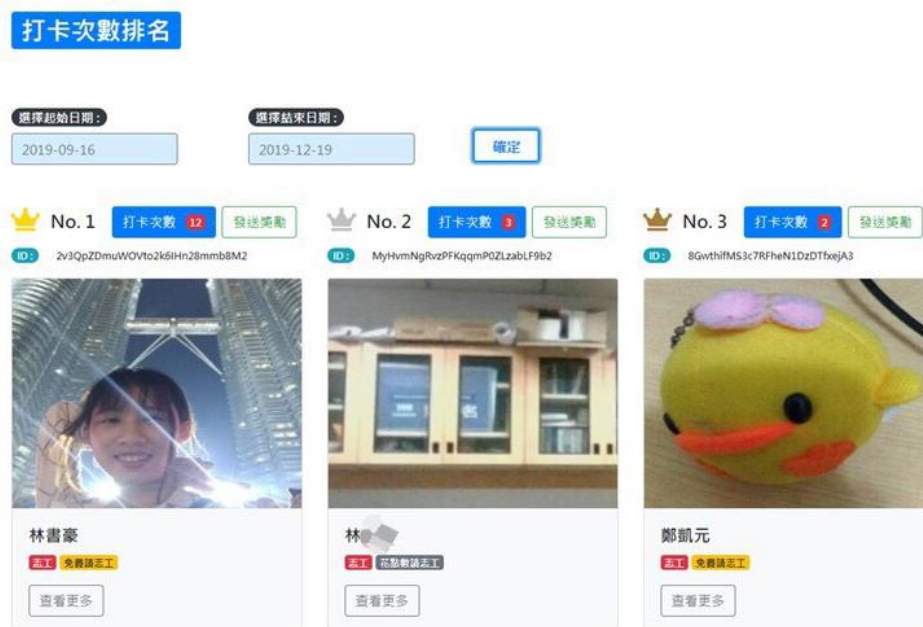 打卡次數排名
選擇起始日期：
選擇結束日期：
2019-09-16
2019-12-19
確定
No. 1 打卡次數 12 發送獎勵
No. 2 打卡次數 3 發送獎勵
No. 3 打卡次數 2 發送獎勵
ID： 2v3QpZDmuWOVto2k6IHn28mmb8M2
ID： MyHvmNgRvzPFKqqmP0ZLzabLF9b2
ID： 8GwthifMS3c7RFheN1DzDTfxejA3
林書豪
林
鄭凱元
志工 免費請志工
志工 花點數請志工
志工 免費請志工
查看更多
查看更多
查看更多